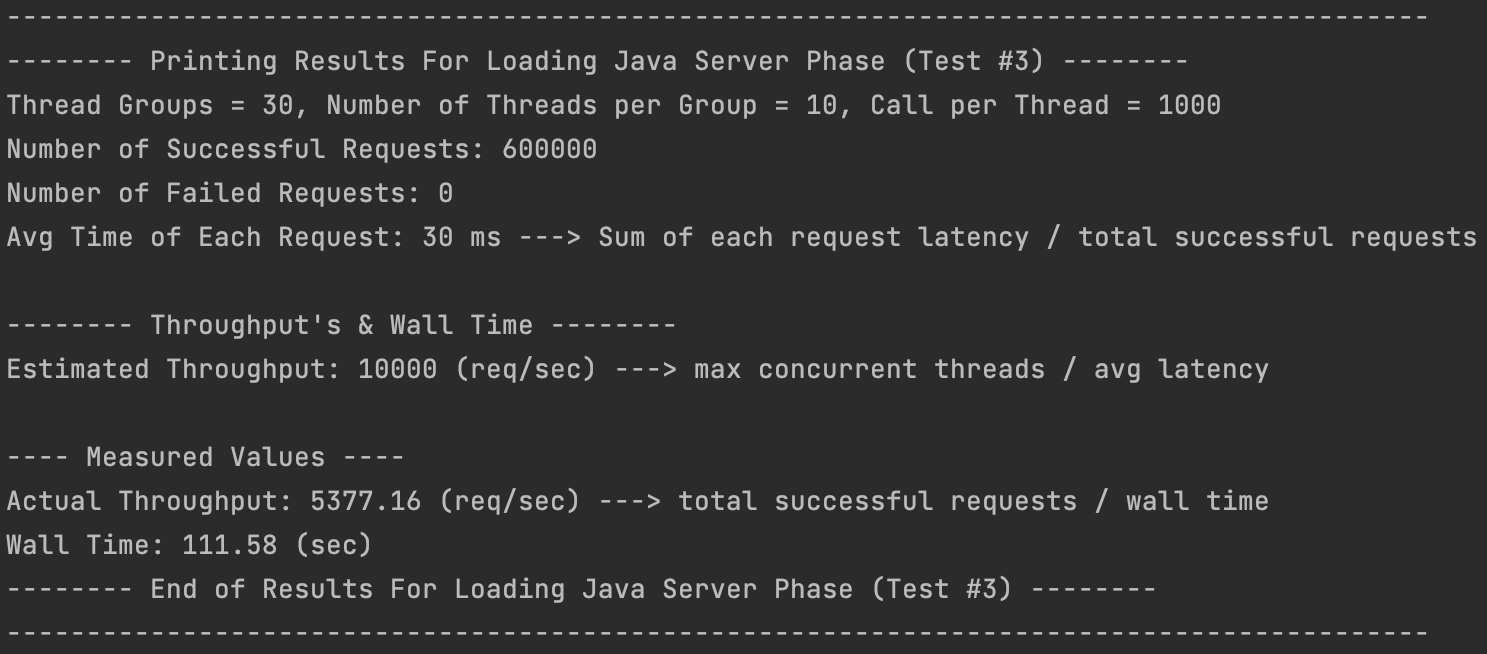 -----------------------------------------------------------------------------------------
-------- Printing Results For Loading Java Server Phase (Test #3) --------
Thread Groups = 30, Number of Threads per Group = 10, Call per Thread = 1000
Number of Successful Requests: 600000
Number of Failed Requests: 0
Avg Time of Each Request: 30 ms ---> Sum of each request latency / total successful requests
-------- Throughput's & Wall Time --------
Estimated Throughput: 10000 (req/sec) ---> max concurrent threads / avg latency
---- Measured Values ----
Actual Throughput: 5377.16 (req/sec) ---> total successful requests / wall time
Wall Time: 111.58 (sec)
-------- End of Results For Loading Java Server Phase (Test #3) --------
-----------------------------------------------------------------------------------------